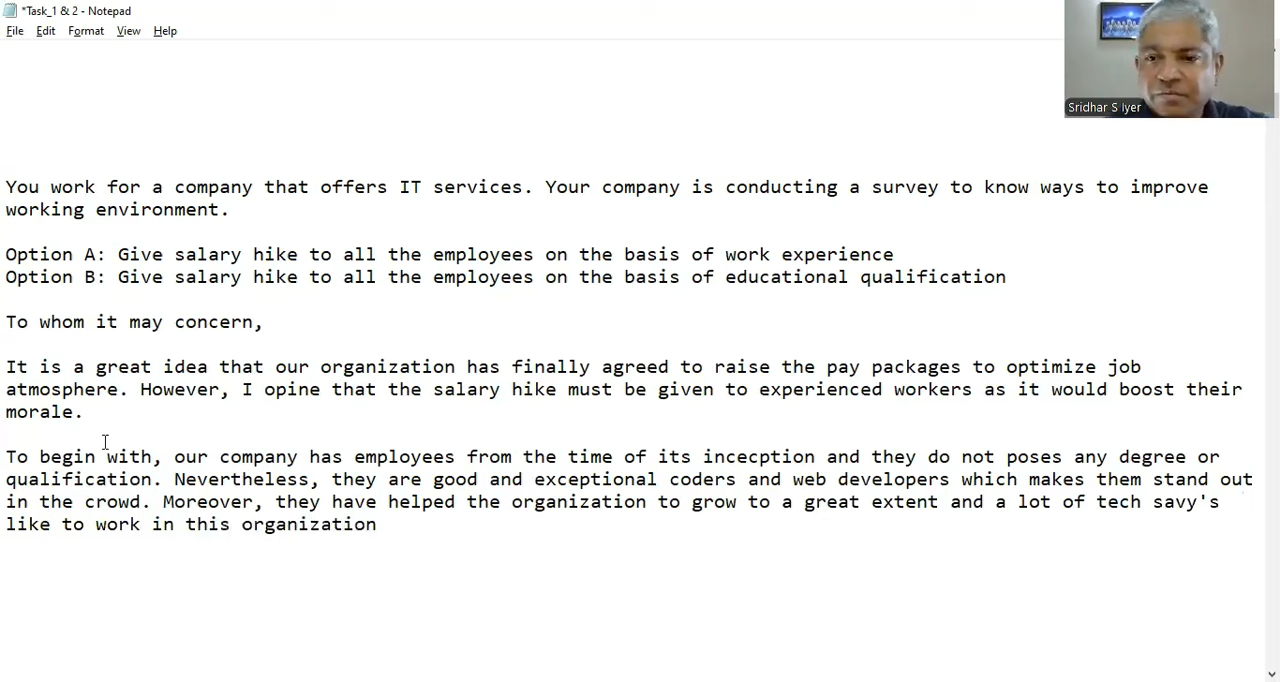 *Task_1 & 2 - Notepad
File Edit Format View Help
Sridhar S Iyer
You work for a company that offers IT services. Your company is conducting a survey to know ways to improve
working environment.
Option A: Give salary hike to all the employees on the basis of work experience
Option B: Give salary hike to all the employees on the basis of educational qualification
To whom it may concern,
It is a great idea that our organization has finally agreed to raise the pay packages to optimize job
atmosphere. However, I opine that the salary hike must be given to experienced workers as it would boost their
morale.
To begin with, our company has employees from the time of its incecption and they do not poses any degree or
qualification. Nevertheless, they are good and exceptional coders and web developers which makes them stand out
in the crowd. Moreover, they have helped the organization to grow to a great extent and a lot of tech savy's
like to work in this organization